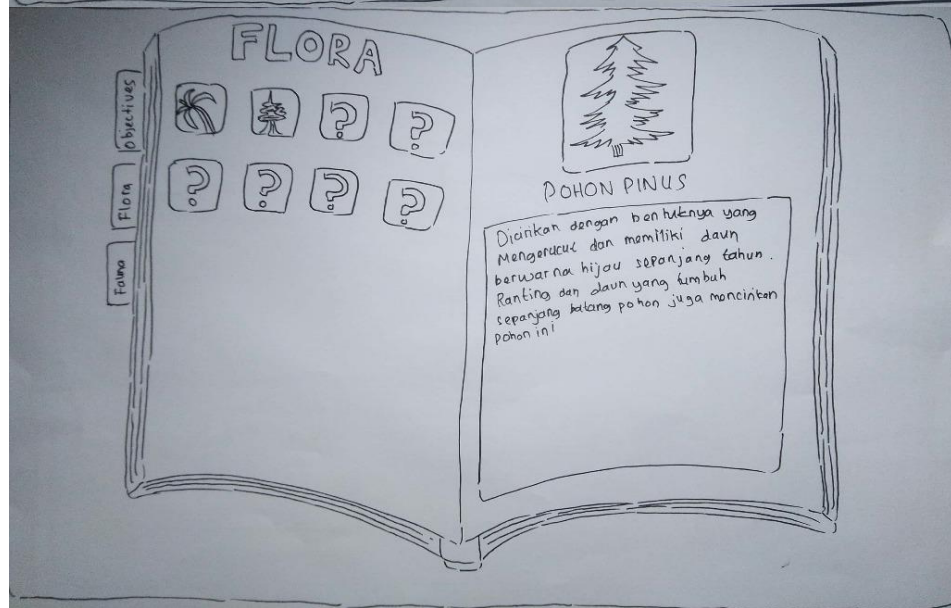 FLORA
Objectives
Flora
Fauna
? ?
? ? ? ?
POHON PINUS
Dicirikan dengan bentuknya yang
Mengerucut dan memiliki daun
berwarna hijau sepanjang tahun.
Ranting dan daun yang tumbuh
sepanjang batang pohon juga mencirikan
pohon ini